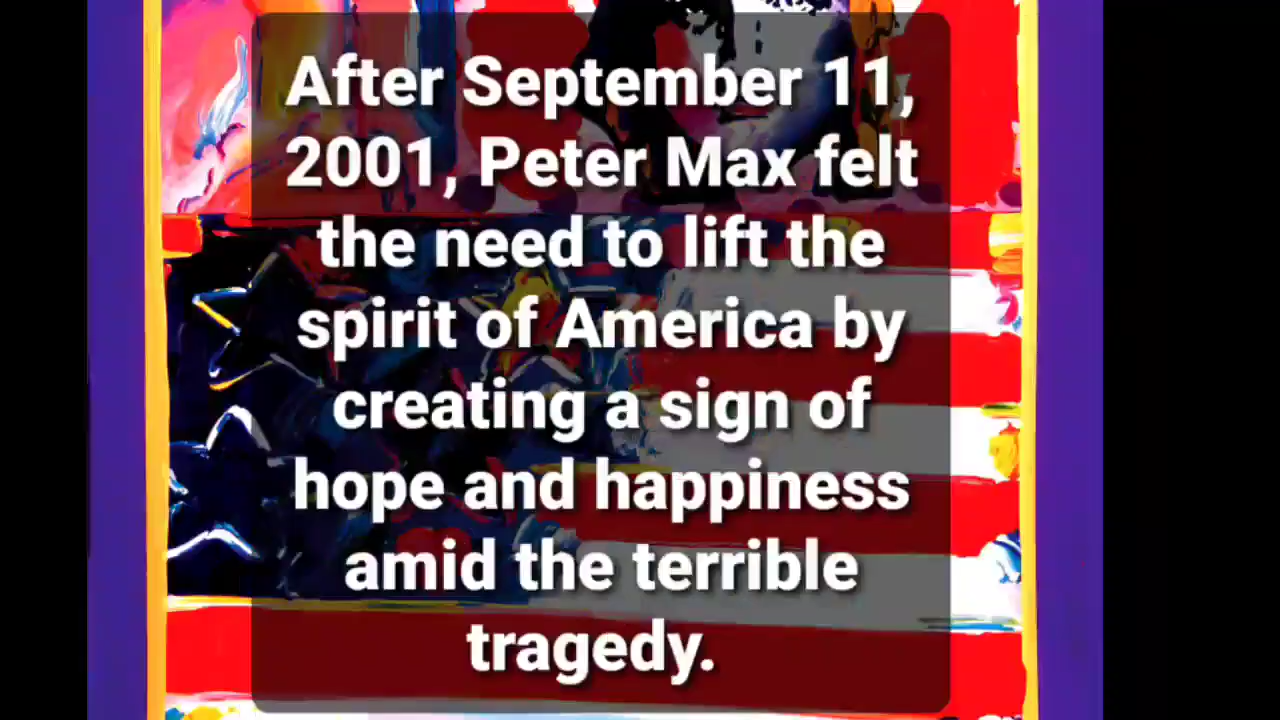 After September 11,
2001, Peter Max felt
the need to lift the
spirit of America by
creating a sign of
hope and happiness
amid the terrible
tragedy.